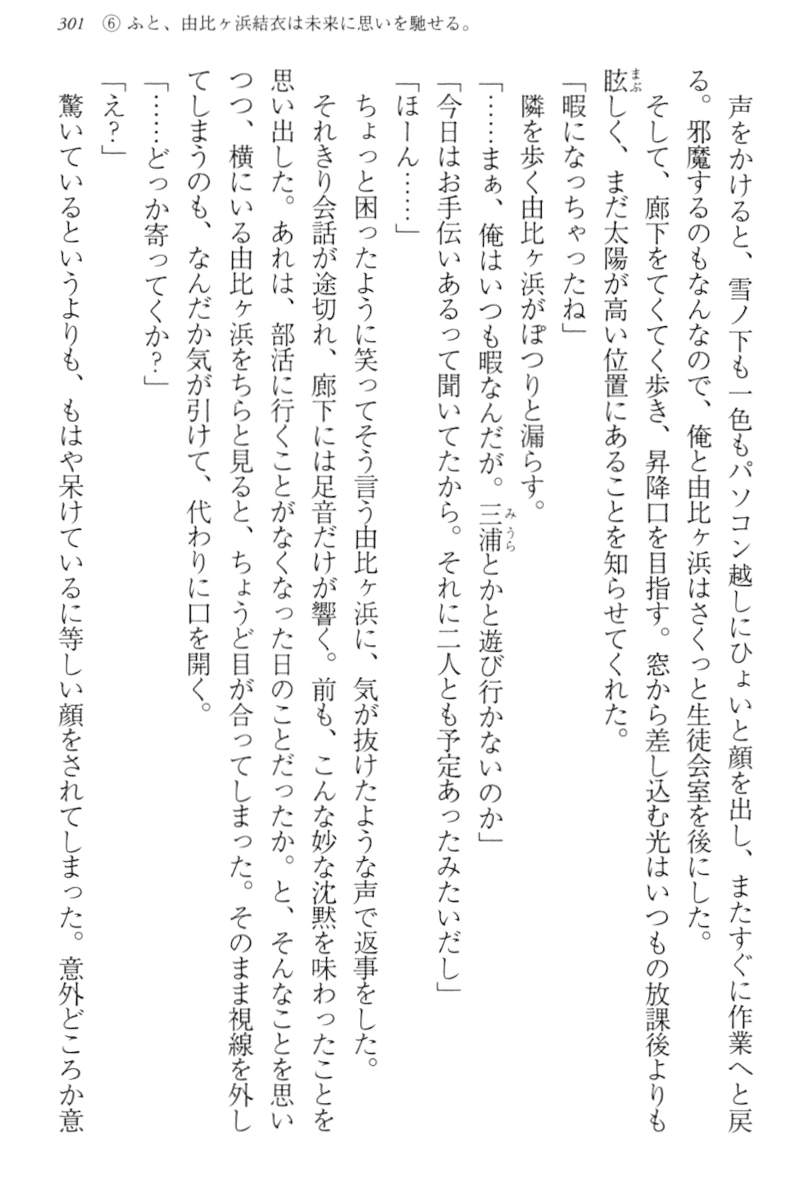 301 ⑥ ふと、由比ヶ浜結衣は未来に思いを馳せる。
　声をかけると、雪ノ下も一色もパソコン越しにひょいと顔を出し、またすぐに作業へと戻
る。邪魔するのもなんなので、俺と由比ヶ浜はさくっと生徒会室を後にした。
　そして、廊下をてくてく歩き、昇降口を目指す。窓から差し込む光はいつもの放課後よりも
眩まぶしく、まだ太陽が高い位置にあることを知らせてくれた。
「暇になっちゃったね」
　隣を歩く由比ヶ浜がぽつりと漏らす。
「……まぁ、俺はいつも暇なんだが。三浦みうらとかと遊び行かないのか」
「今日はお手伝いあるって聞いてたから。それに二人とも予定あったみたいだし」
「ほーん……」
　ちょっと困ったように笑ってそう言う由比ヶ浜に、気が抜けたような声で返事をした。
　それきり会話が途切れ、廊下には足音だけが響く。前も、こんな妙な沈黙を味わったことを
思い出した。あれは、部活に行くことがなくなった日のことだったか。と、そんなことを思い
つつ、横にいる由比ヶ浜をちらと見ると、ちょうど目が合ってしまった。そのまま視線を外し
てしまうのも、なんだか気が引けて、代わりに口を開く。
「……どっか寄ってくか？」
「え？」
　驚いているというよりも、もはや呆けているに等しい顔をされてしまった。意外どころか意